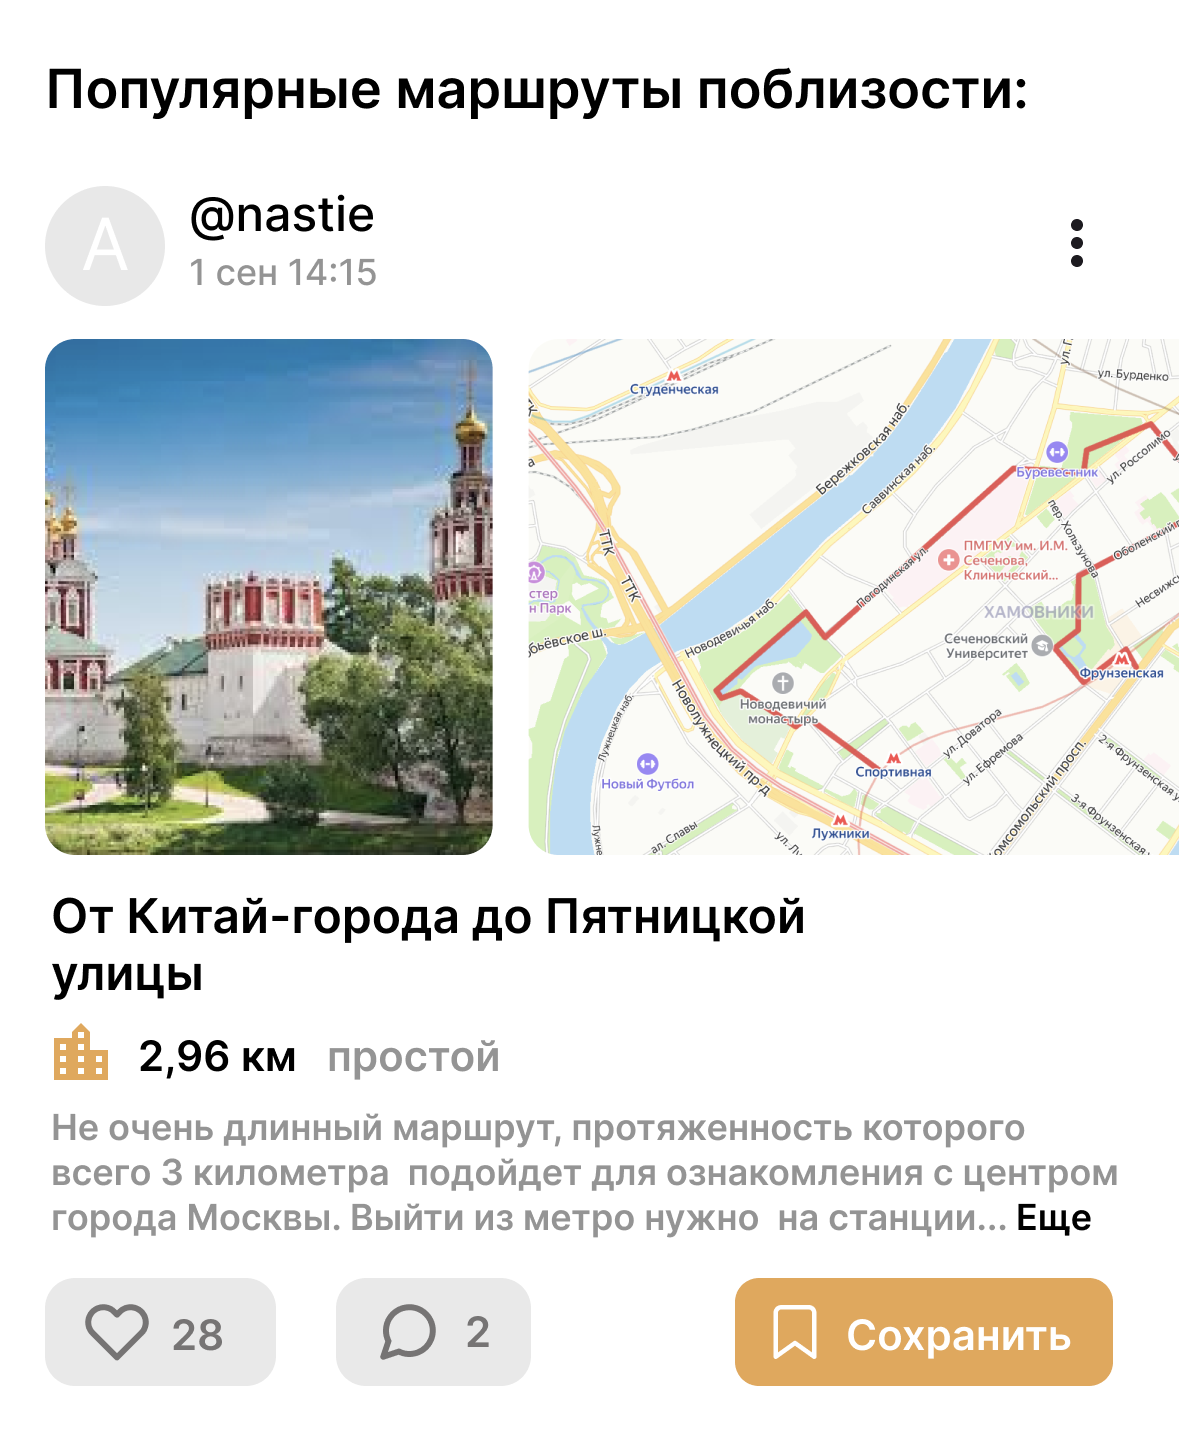 Популярные маршруты поблизости:
А
@nastie
1 сен 14:15
Студенческая
ул. Бурденко
Бережковская наб.
Саввинская наб.
Буревестник
ул. Россолимо
пер. Хользунова
Оболенский
ТТК
ТТК
Погодинская ул.
ПМГМУ им. И.М.
Сеченова,
Клинический...
стер
н Парк
Несвижс
ХАМОВНИКИ
Новодевичья наб.
бьёвское ш.
Сеченовский
Университет
Фрунзенская
Новодевичий
монастырь
Новолужнецкий пр-д
Лужнецкая наб.
ул. Доватора
ул. Ефремова
Спортивная
Новый Футбол
омсомольский просп.
2-я Фрунзенская у
3-я Фрунзенская
Лужники
ал. Славы
ул. Лу
Лужне
От Китай-города до Пятницкой
улицы
2,96 км простой
Не очень длинный маршрут, протяженность которого
всего 3 километра  подойдет для ознакомления с центром
города Москвы. Выйти из метро нужно  на станции... Еще
28
2
Сохранить